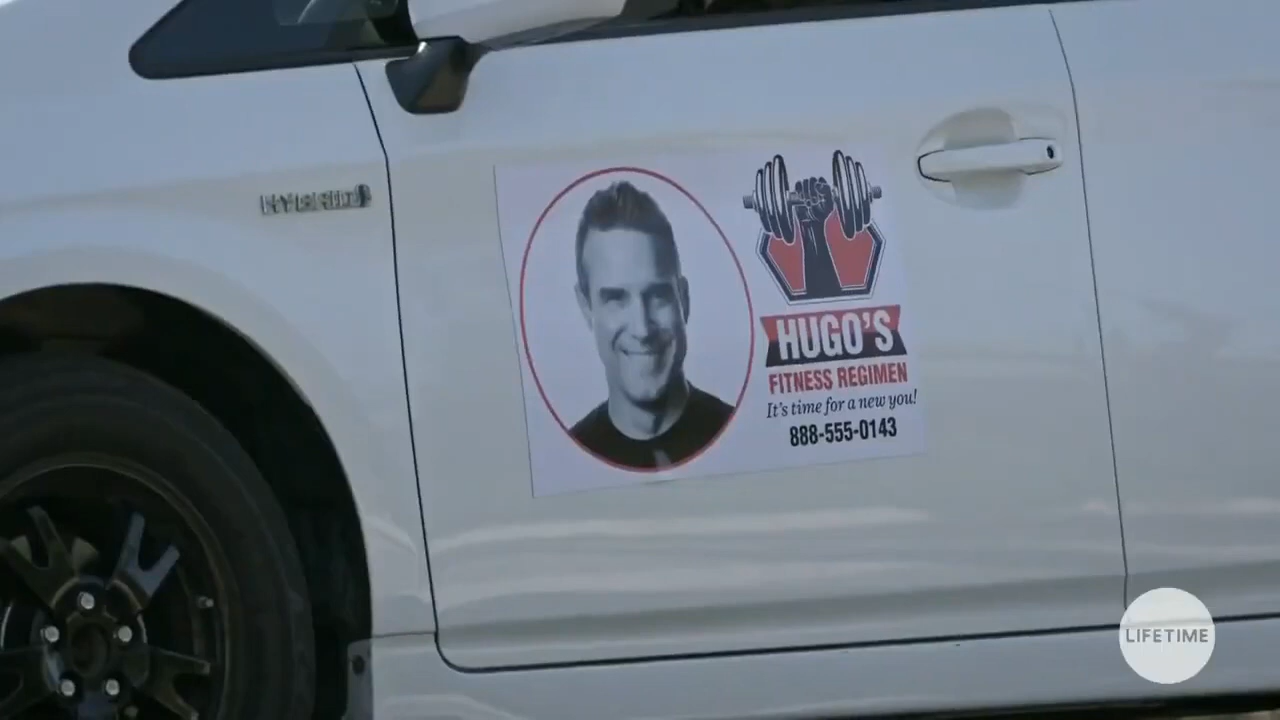 HYBRID
HUGO'S
FITNESS REGIMEN
It's time for a new you!
888-555-0143
LIFETIME